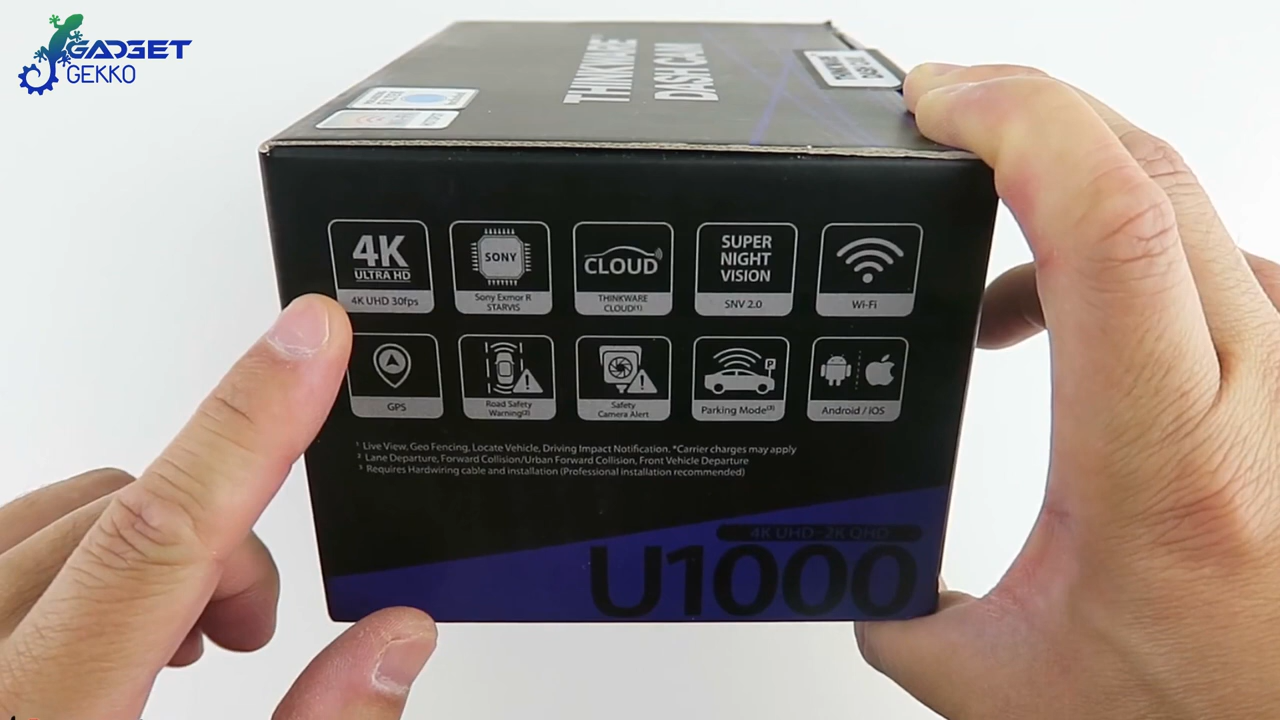 GADGET
GEKKO
THINKWARE
DASH CAM
4K
ULTRA HD
4K UHD 30fps
SONY
Sony Exmor R
STARVIS
CLOUD
THINKWARE
CLOUD(1)
SUPER
NIGHT
VISION
SNV 2.0
Wi-Fi
GPS
Road Safety
Warning(2)
Safety
Camera Alert
P
Parking Mode(3)
Android / iOS
1 Live View, Geo Fencing, Locate Vehicle, Driving Impact Notification. *Carrier charges may apply
2 Lane Departure, Forward Collision/Urban Forward Collision, Front Vehicle Departure
3 Requires Hardwiring cable and installation (Professional installation recommended)
4K UHD 2K QHD
U1000